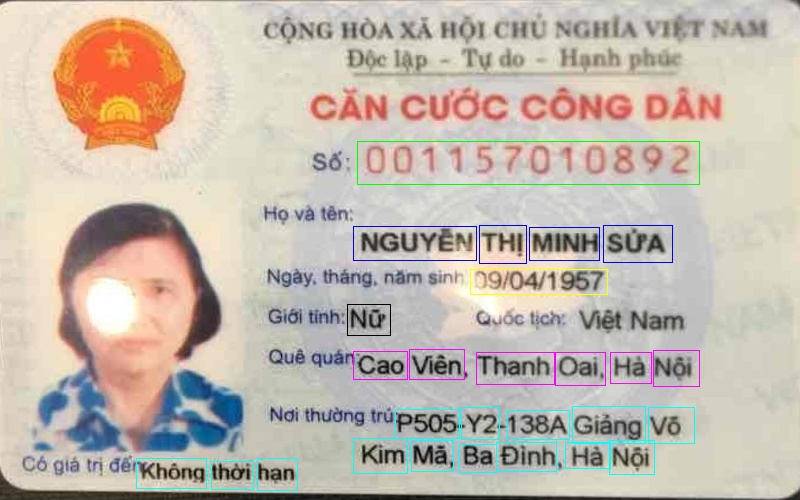 CỘNG HÒA XÃ HỘI CHỦ NGHĨA VIỆT NAM
Độc lập - Tự do - Hạnh phúc
CĂN CƯỚC CÔNG DÂN
Số: 001157010892
Họ và tên:
NGUYỄN THỊ MINH SỬA
Ngày, tháng, năm sinh: 09/04/1957
Giới tính: Nữ Quốc tịch: Việt Nam
Quê quán: Cao Viên, Thanh Oai, Hà Nội
Nơi thường trú: P505-Y2-138A Giảng Võ
Kim Mã, Ba Đình, Hà Nội
Có giá trị đến: Không thời hạn